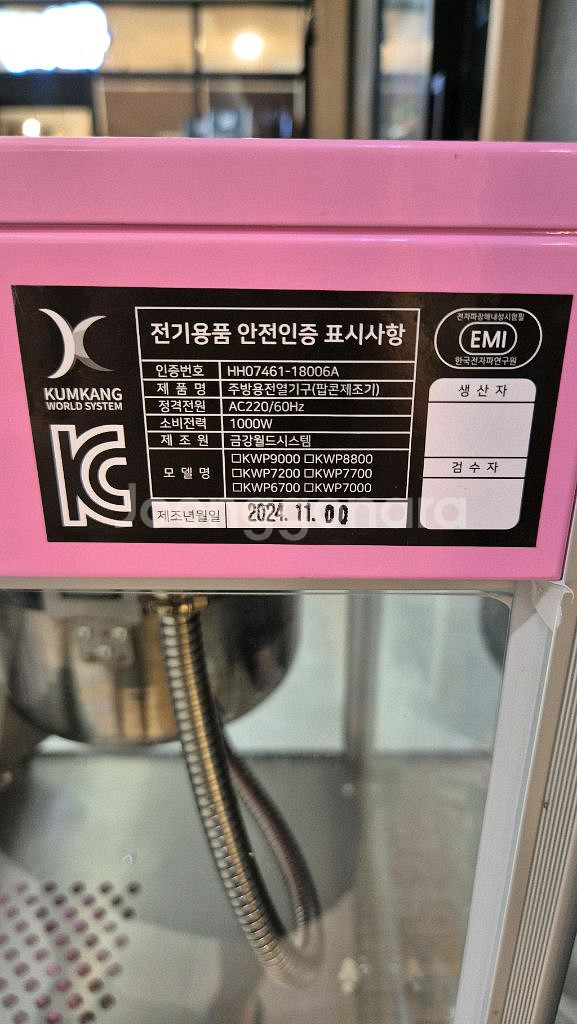 전기용품 안전인증 표시사항
인증번호 HH07461-18006A
제 품 명 주방용전열기구(팝콘제조기)
정격전원 AC220/60Hz
소비전력 1000W
제 조 원 금강월드시스템
모 델 명 □KWP9000 □KWP8800
□KWP7200 □KWP7700
□KWP6700 □KWP7000
제조년월일 2024. 11. 00
KUMKANG
WORLD SYSTEM
전자파장해내성시험필
EMI
한국전자파연구원
생 산 자
검 수 자
Joonggonara